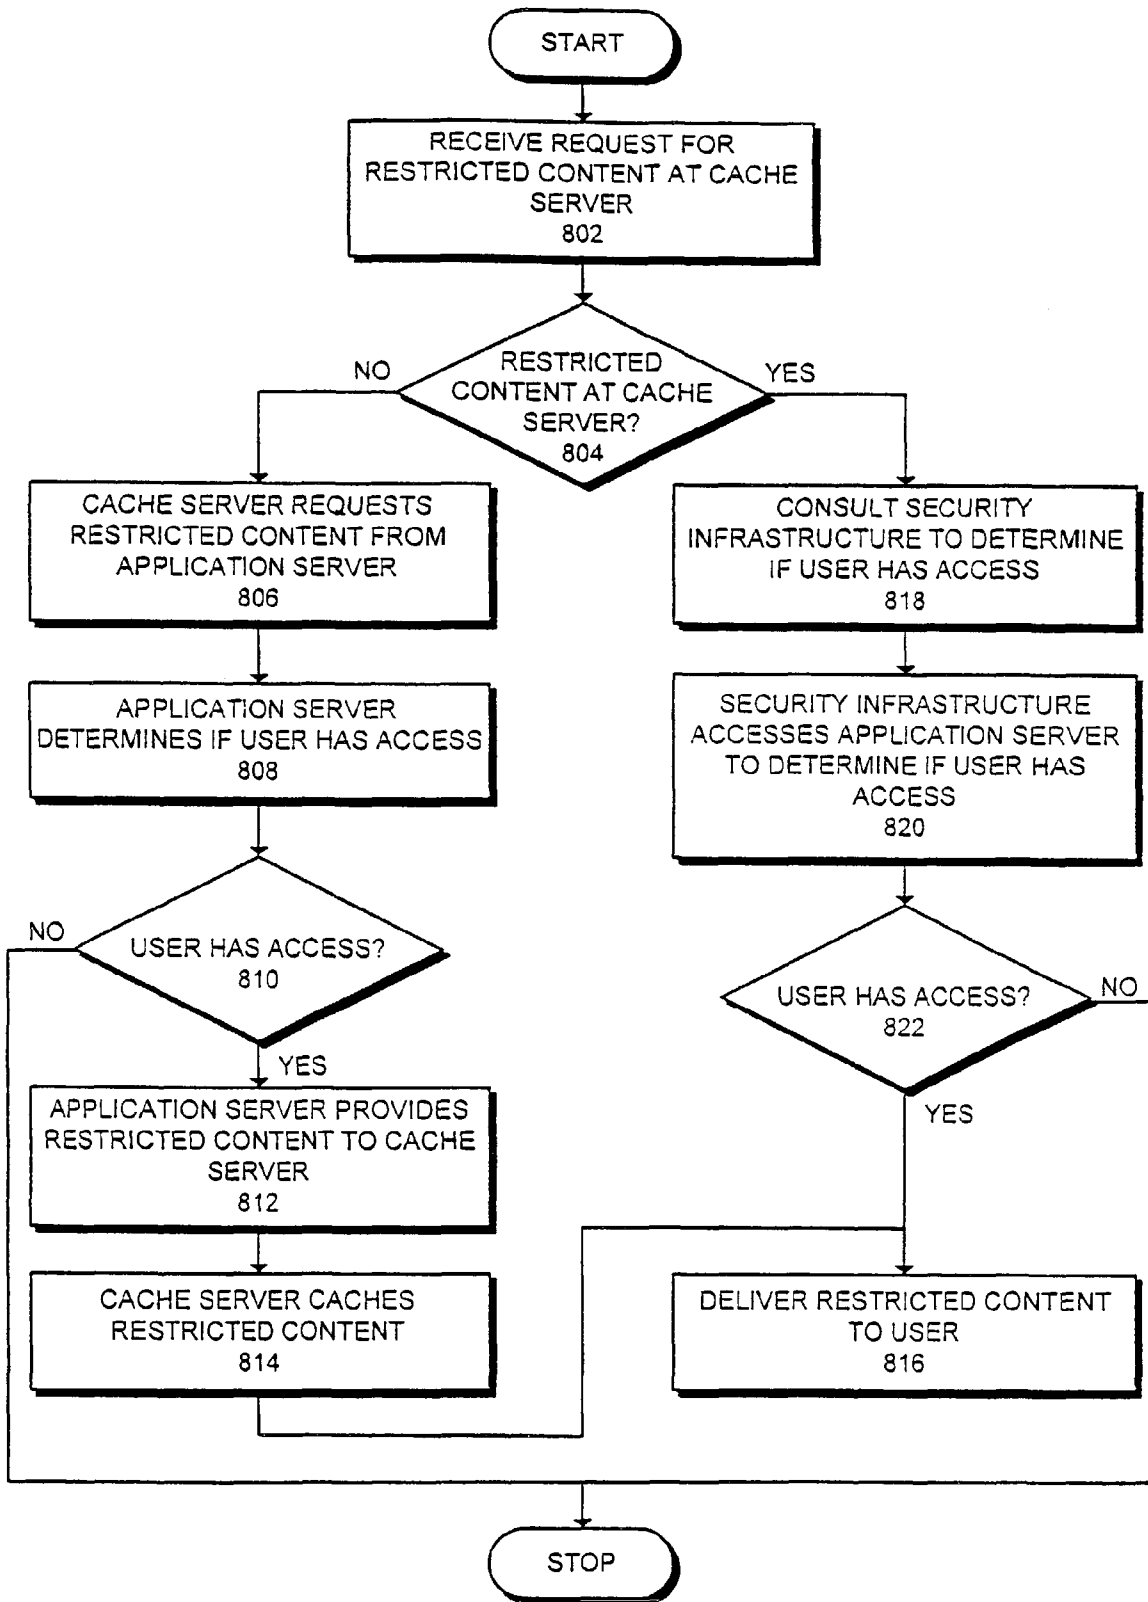 START
RECEIVE REQUEST FOR
RESTRICTED CONTENT AT CACHE
SERVER
802
RESTRICTED
CONTENT AT CACHE
SERVER?
804
NO
YES
CACHE SERVER REQUESTS
RESTRICTED CONTENT FROM
APPLICATION SERVER
806
APPLICATION SERVER
DETERMINES IF USER HAS ACCESS
808
USER HAS ACCESS?
810
NO
YES
APPLICATION SERVER PROVIDES
RESTRICTED CONTENT TO CACHE
SERVER
812
CACHE SERVER CACHES
RESTRICTED CONTENT
814
CONSULT SECURITY
INFRASTRUCTURE TO DETERMINE
IF USER HAS ACCESS
818
SECURITY INFRASTRUCTURE
ACCESSES APPLICATION SERVER
TO DETERMINE IF USER HAS
ACCESS
820
USER HAS ACCESS?
822
NO
YES
DELIVER RESTRICTED CONTENT
TO USER
816
STOP